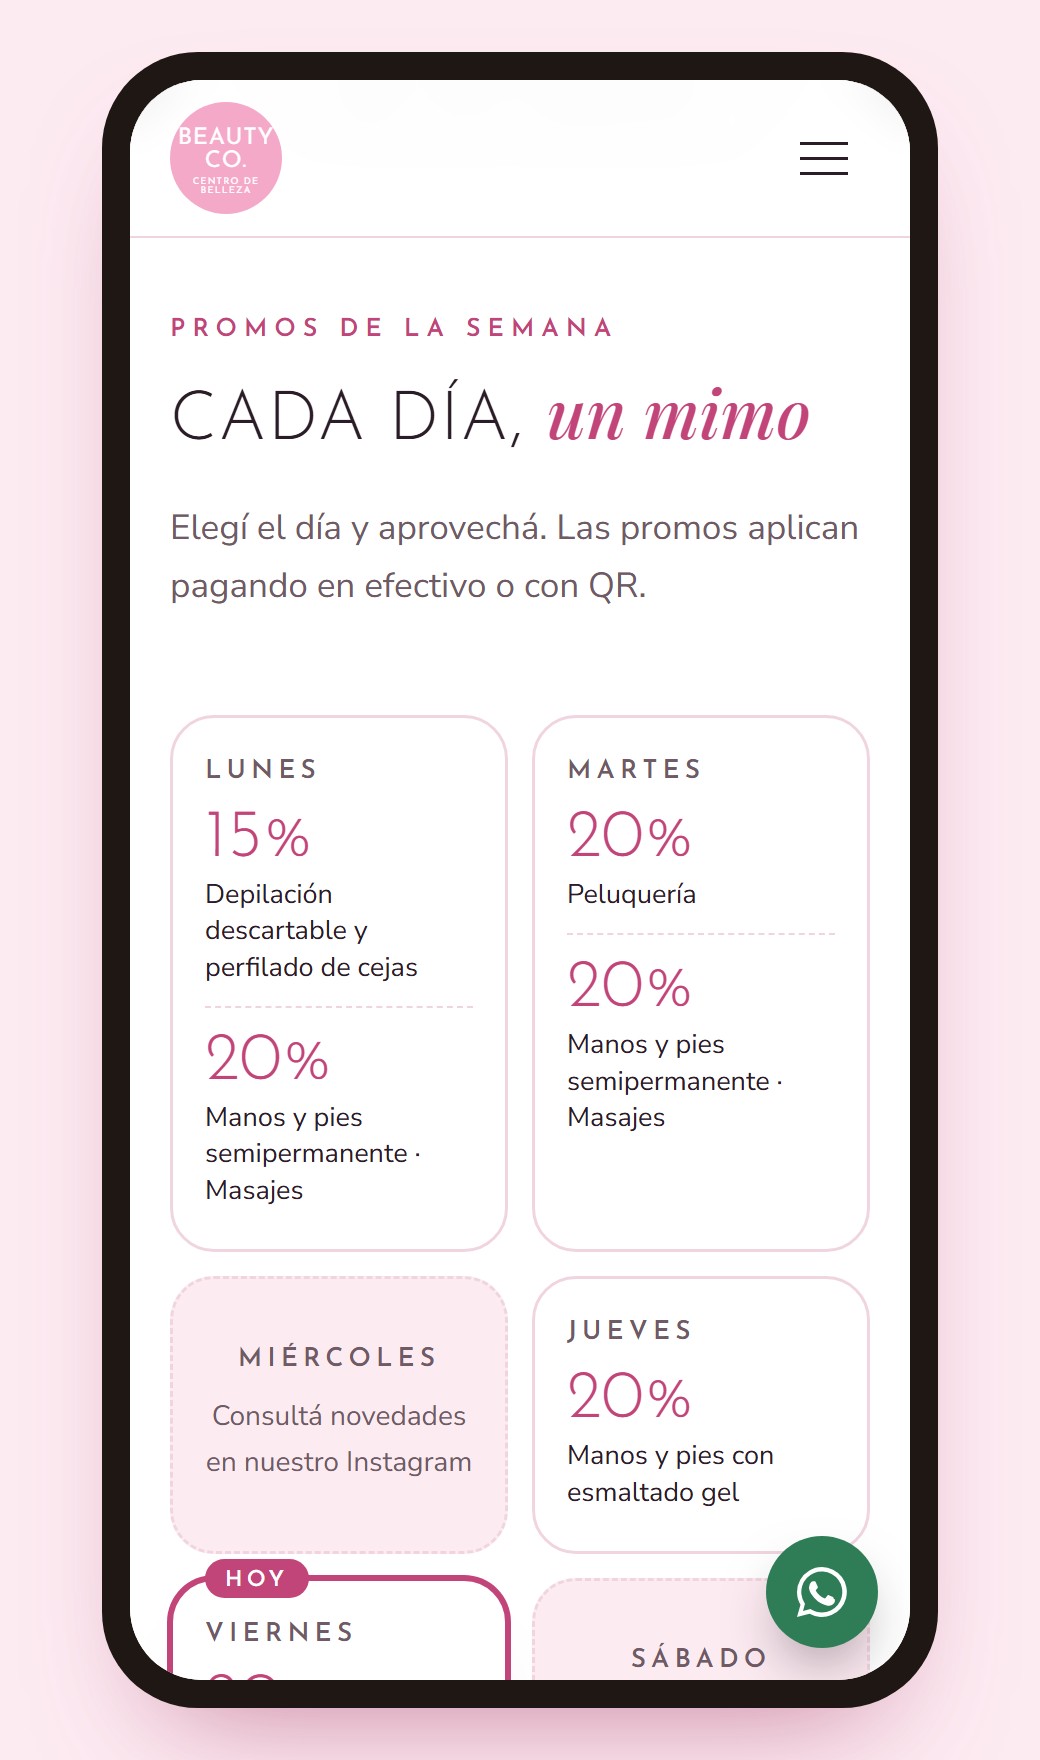 BEAUTY
CO.
CENTRO DE
BELLEZA
PROMOS DE LA SEMANA
CADA DÍA, un mimo
Elegí el día y aprovechá. Las promos aplican
pagando en efectivo o con QR.
LUNES
15%
Depilación
descartable y
perfilado de cejas
20%
Manos y pies
semipermanente ·
Masajes
MARTES
20%
Peluquería
20%
Manos y pies
semipermanente ·
Masajes
MIÉRCOLES
Consultá novedades
en nuestro Instagram
JUEVES
20%
Manos y pies con
esmaltado gel
HOY
VIERNES
SÁBADO